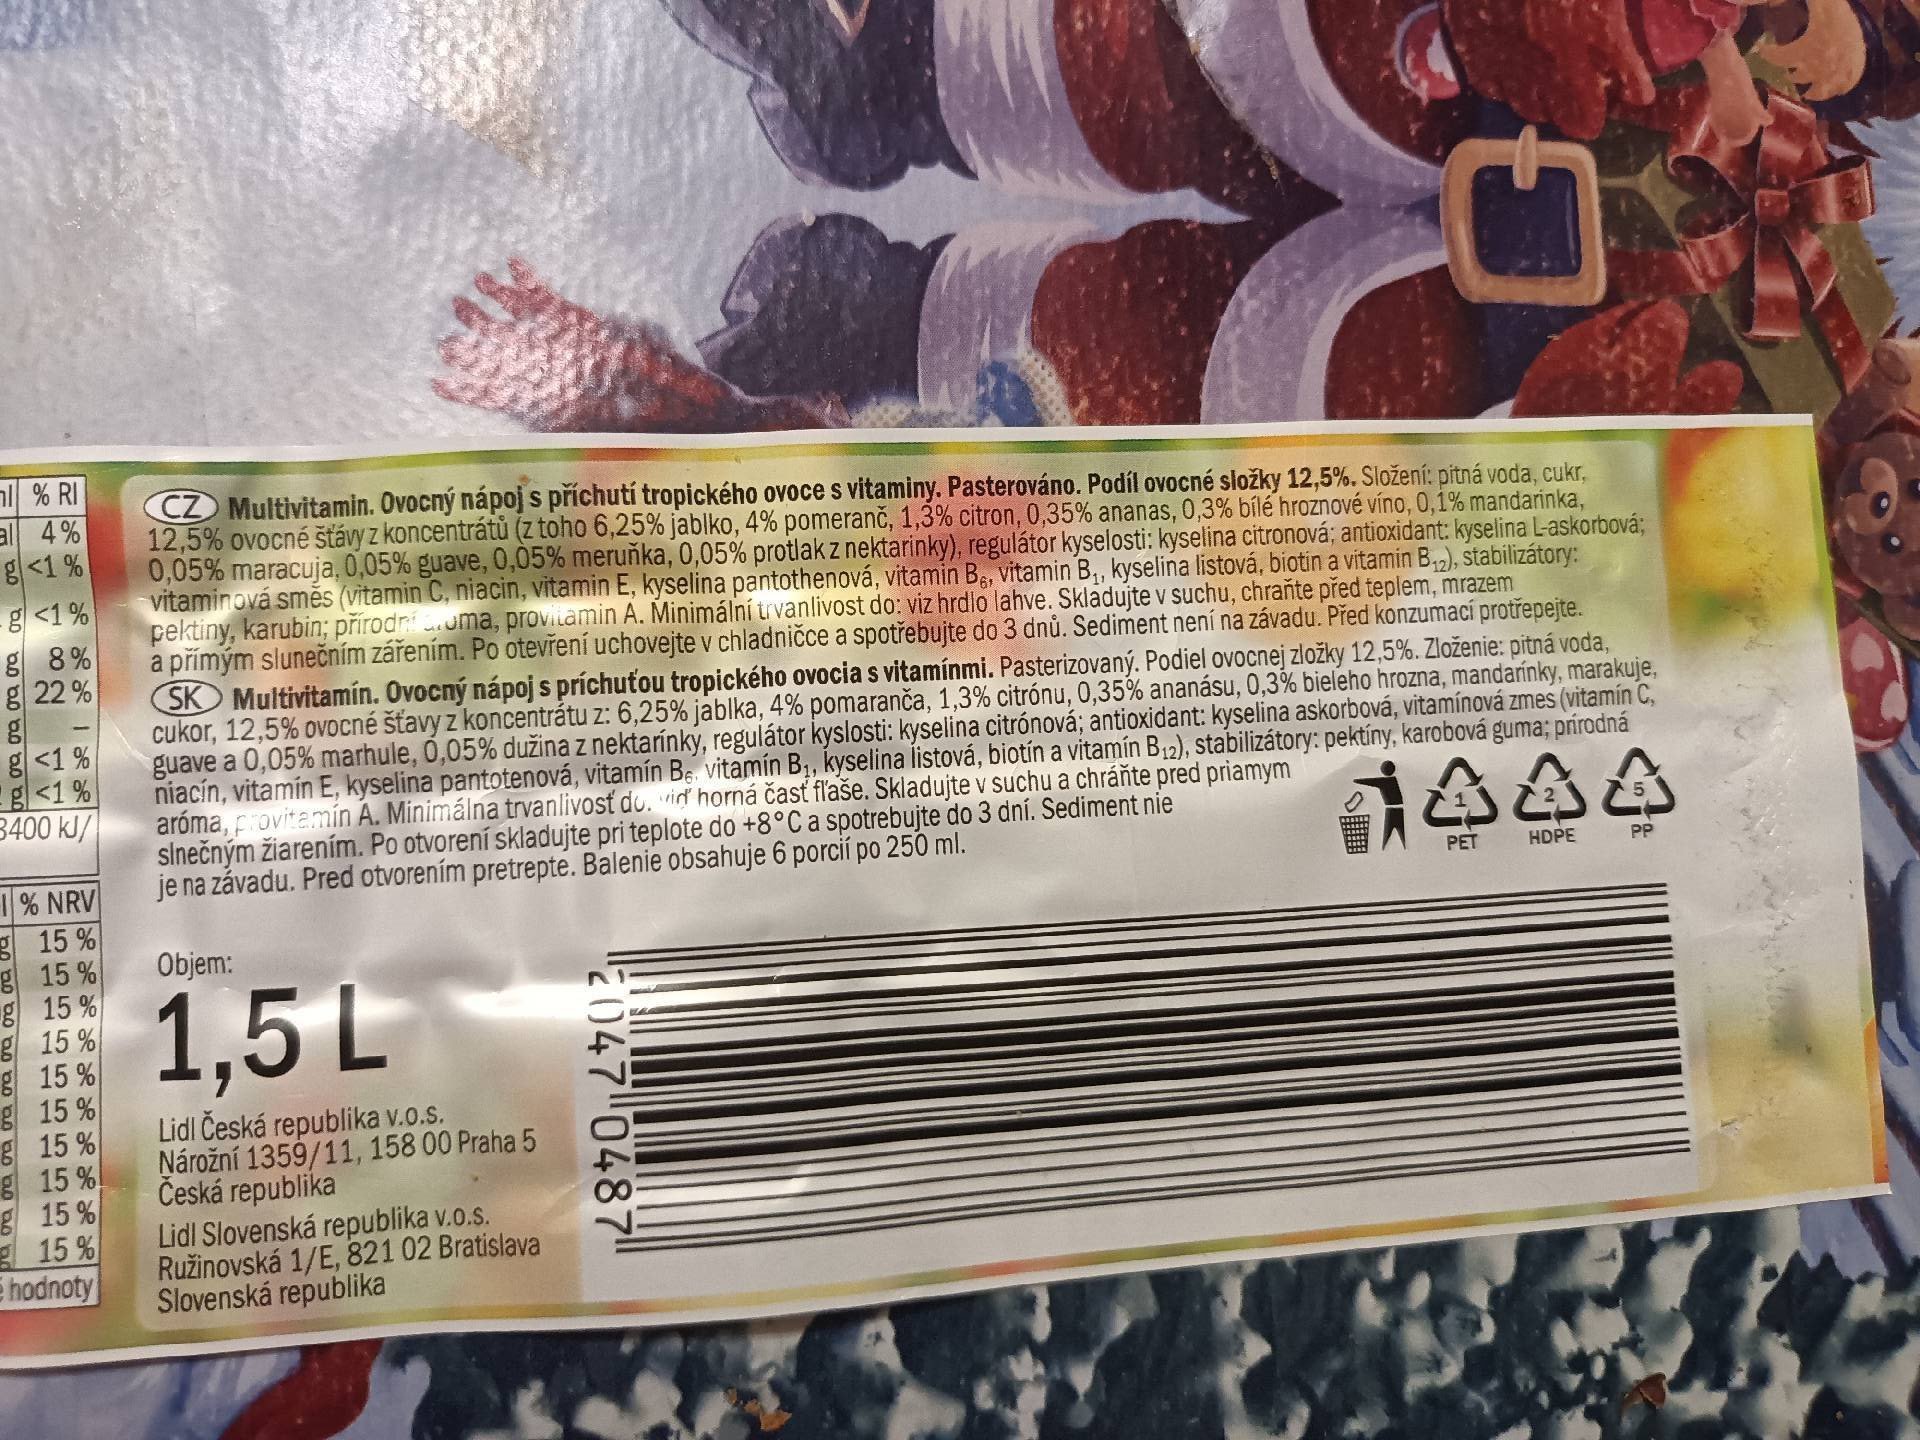 % RI
4 %
g <1 %
g <1 %
g 8 %
g 22 %
g –
g <1 %
g <1 %
3400 kJ/
% NRV
15 %
g 15 %
g 15 %
g 15 %
g 15 %
g 15 %
g 15 %
g 15 %
g 15 %
15 %
hodnoty
CZ Multivitamin. Ovocný nápoj s příchutí tropického ovoce s vitaminy. Pasterováno. Podíl ovocné složky 12,5%. Složení: pitná voda, cukr,
12,5% ovocné šťávy z koncentrátů (z toho 6,25% jablko, 4% pomeranč, 1,3% citron, 0,35% ananas, 0,3% bílé hroznové víno, 0,1% mandarinka,
0,05% maracuja, 0,05% guave, 0,05% meruňka, 0,05% protlak z nektarinky), regulátor kyselosti: kyselina citronová; antioxidant: kyselina L-askorbová;
vitaminová směs (vitamin C, niacin, vitamin E, kyselina pantothenová, vitamin B6, vitamin B1, kyselina listová, biotin a vitamin B12), stabilizátory:
pektiny, karubin; přírodní aroma, provitamin A. Minimální trvanlivost do: viz hrdlo lahve. Skladujte v suchu, chraňte před teplem, mrazem
a přímým slunečním zářením. Po otevření uchovejte v chladničce a spotřebujte do 3 dnů. Sediment není na závadu. Před konzumací protřepejte.
SK Multivitamín. Ovocný nápoj s príchuťou tropického ovocia s vitamínmi. Pasterizovaný. Podiel ovocnej zložky 12,5%. Zloženie: pitná voda,
cukor, 12,5% ovocné šťavy z koncentrátu z: 6,25% jablka, 4% pomaranča, 1,3% citrónu, 0,35% ananásu, 0,3% bieleho hrozna, mandarínky, marakuje,
guave a 0,05% marhule, 0,05% dužina z nektarínky, regulátor kyslosti: kyselina citrónová; antioxidant: kyselina askorbová, vitamínová zmes (vitamín C,
niacín, vitamín E, kyselina pantotenová, vitamín B6, vitamín B1, kyselina listová, biotín a vitamín B12), stabilizátory: pektíny, karobová guma; prírodná
aróma, provitamín A. Minimálna trvanlivosť do: viď horná časť fľaše. Skladujte v suchu a chráňte pred priamym
slnečným žiarením. Po otvorení skladujte pri teplote do +8°C a spotrebujte do 3 dní. Sediment nie
je na závadu. Pred otvorením pretrepte. Balenie obsahuje 6 porcií po 250 ml.
1 2 5
PET HDPE PP
Objem:
1,5 L
Lidl Česká republika v.o.s.
Nárožní 1359/11, 158 00 Praha 5
Česká republika
Lidl Slovenská republika v.o.s.
Ružinovská 1/E, 821 02 Bratislava
Slovenská republika
2047 0487